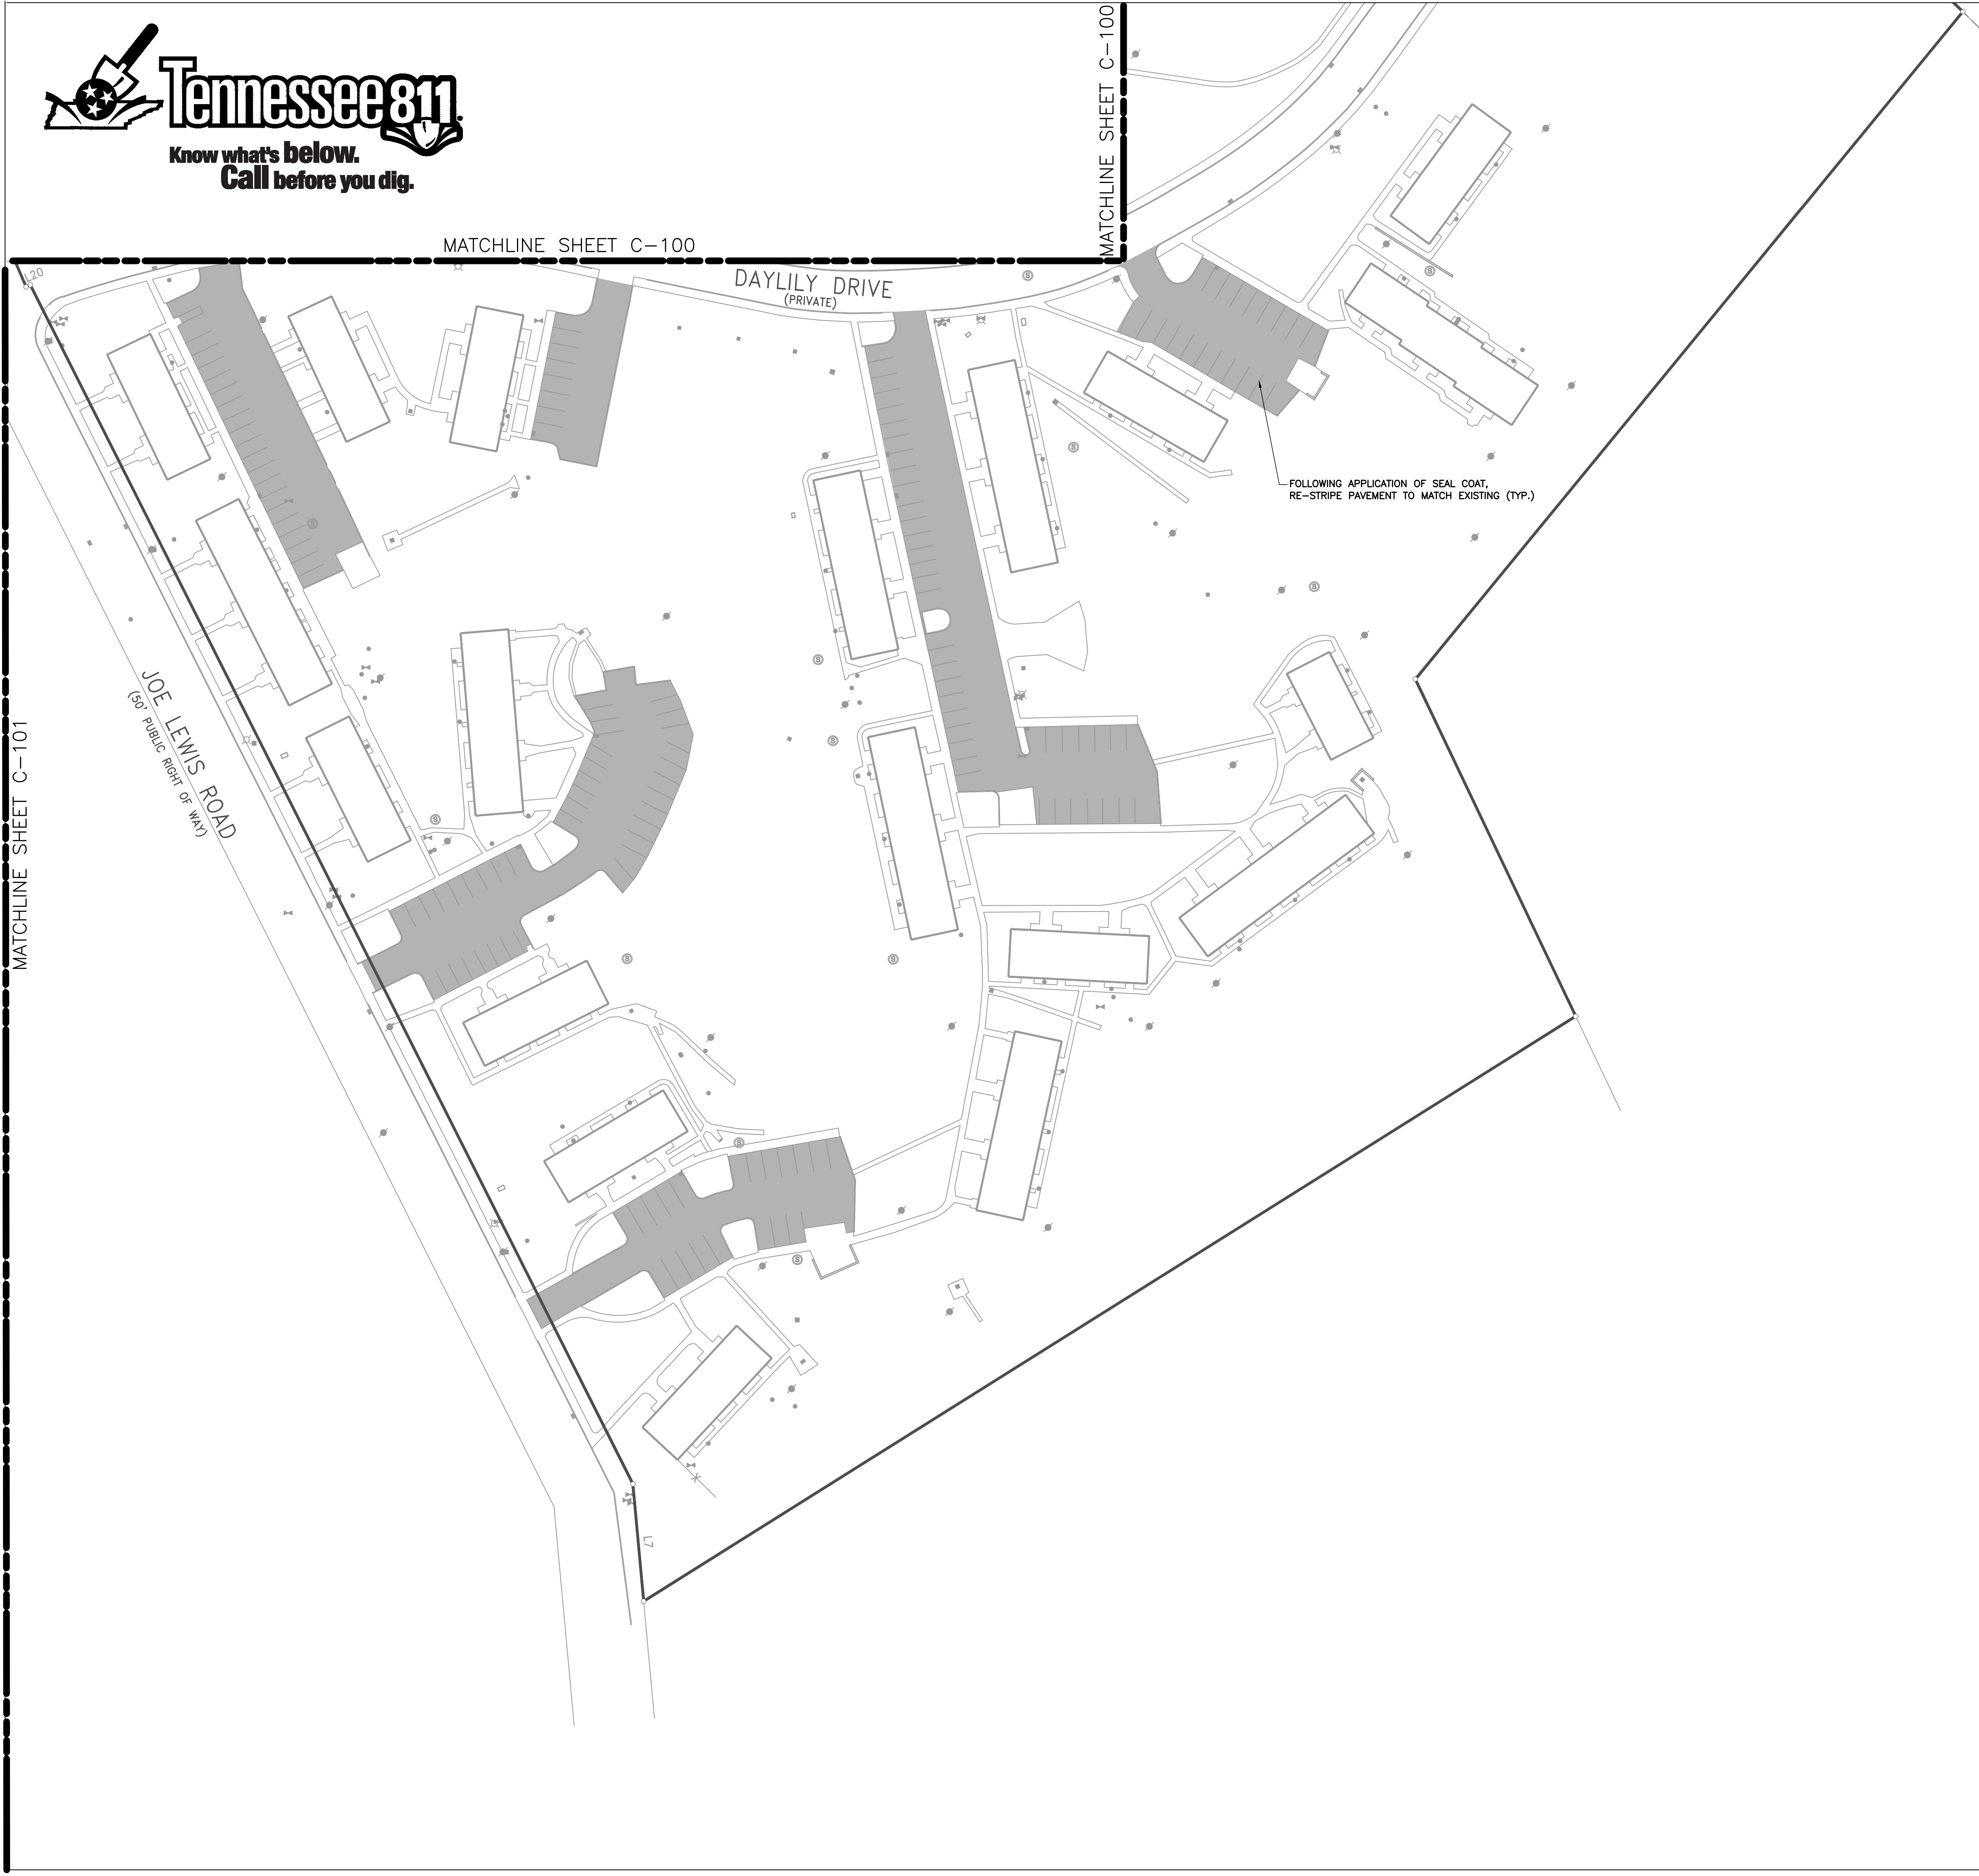 Tennessee 811
Know what's below.
Call before you dig.
MATCHLINE SHEET C-100
MATCHLINE SHEET C-100
L20
DAYLILY DRIVE
(PRIVATE)
FOLLOWING APPLICATION OF SEAL COAT,
RE-STRIPE PAVEMENT TO MATCH EXISTING (TYP.)
JOE LEWIS ROAD
(50' PUBLIC RIGHT OF WAY)
MATCHLINE SHEET C-101
L7
S
S
S
S
S
S
S
S
S
S
S
S
S